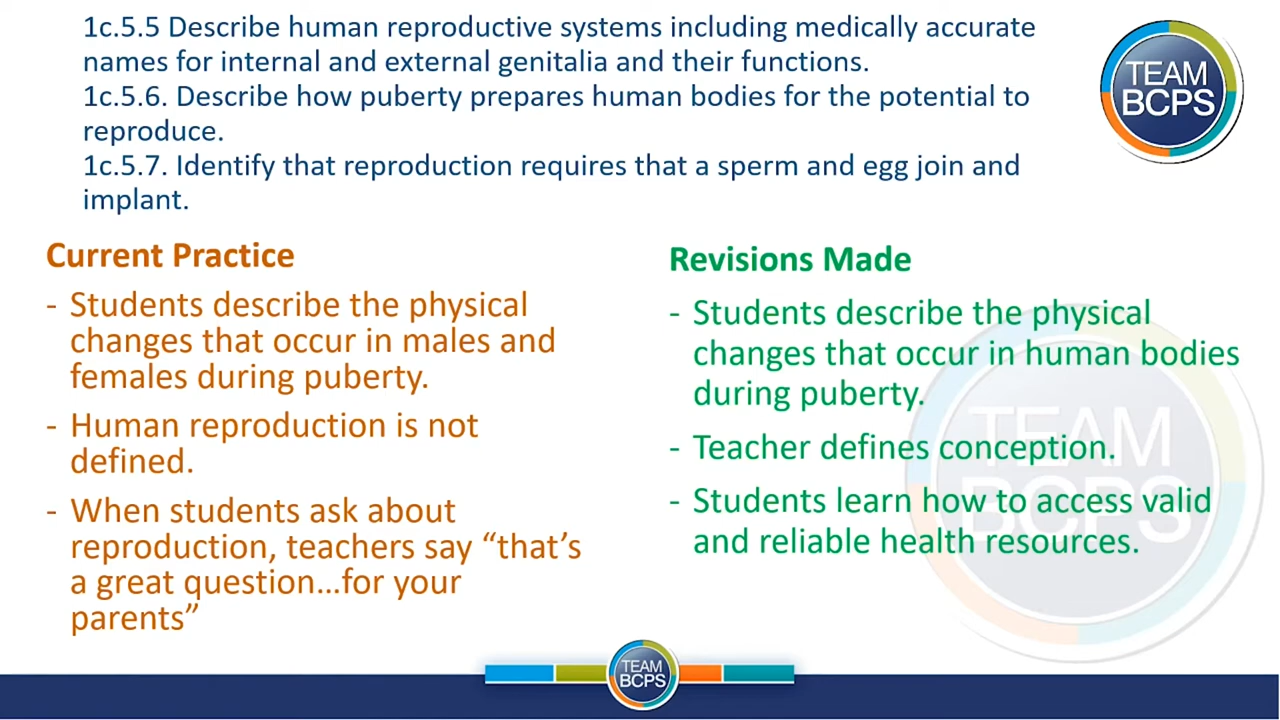 1c.5.5 Describe human reproductive systems including medically accurate
names for internal and external genitalia and their functions.
1c.5.6. Describe how puberty prepares human bodies for the potential to
reproduce.
1c.5.7. Identify that reproduction requires that a sperm and egg join and
implant.
TEAM
BCPS
Current Practice
- Students describe the physical
changes that occur in males and
females during puberty.
- Human reproduction is not
defined.
- When students ask about
reproduction, teachers say “that’s
a great question...for your
parents”
Revisions Made
- Students describe the physical
changes that occur in human bodies
during puberty.
- Teacher defines conception.
- Students learn how to access valid
and reliable health resources.
TEAM
BCPS
TEAM
BCPS